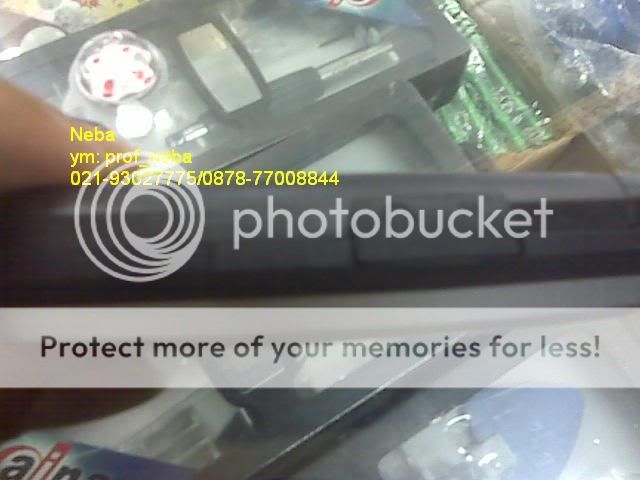 Neba
ym: prof_neba
021-93027775/0878-77008844
photobucket
Protect more of your memories for less!